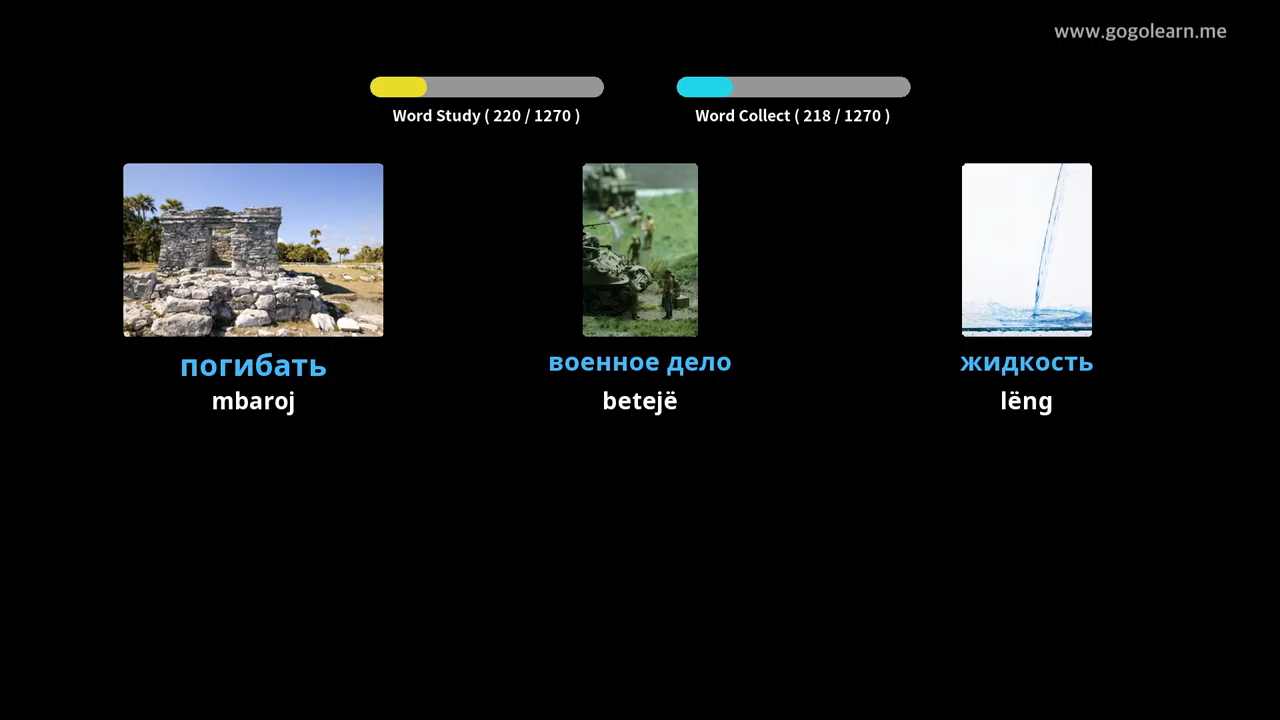 www.gogolearn.me
Word Study ( 220 / 1270 )
Word Collect ( 218 / 1270 )
погибать
mbaroj
военное дело
betejë
жидкость
lëng